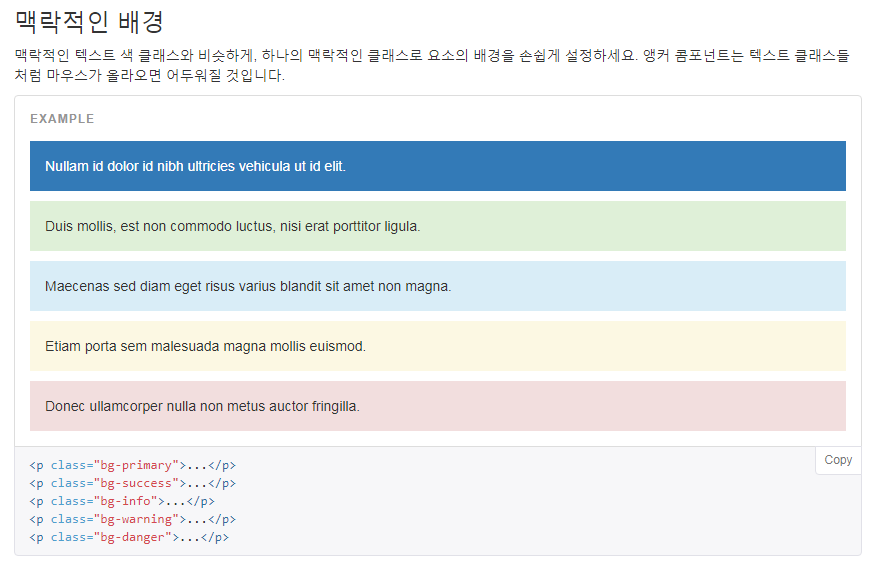 맥락적인 배경
맥락적인 텍스트 색 클래스와 비슷하게, 하나의 맥락적인 클래스로 요소의 배경을 손쉽게 설정하세요. 앵커 콤포넌트는 텍스트 클래스들
처럼 마우스가 올라오면 어두워질 것입니다.
EXAMPLE
Nullam id dolor id nibh ultricies vehicula ut id elit.
Duis mollis, est non commodo luctus, nisi erat porttitor ligula.
Maecenas sed diam eget risus varius blandit sit amet non magna.
Etiam porta sem malesuada magna mollis euismod.
Donec ullamcorper nulla non metus auctor fringilla.
Copy
<p class="bg-primary">...</p>
<p class="bg-success">...</p>
<p class="bg-info">...</p>
<p class="bg-warning">...</p>
<p class="bg-danger">...</p>